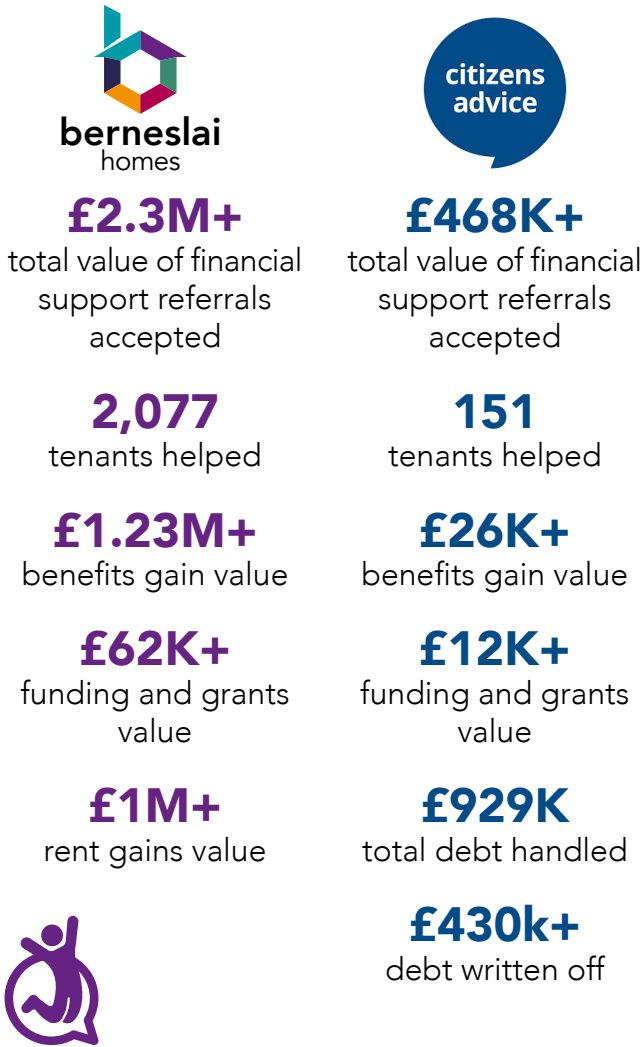 berneslai
homes
£2.3M+
total value of financial
support referrals
accepted
2,077
tenants helped
£1.23M+
benefits gain value
£62K+
funding and grants
value
£1M+
rent gains value
citizens
advice
£468K+
total value of financial
support referrals
accepted
151
tenants helped
£26K+
benefits gain value
£12K+
funding and grants
value
£929K
total debt handled
£430k+
debt written off